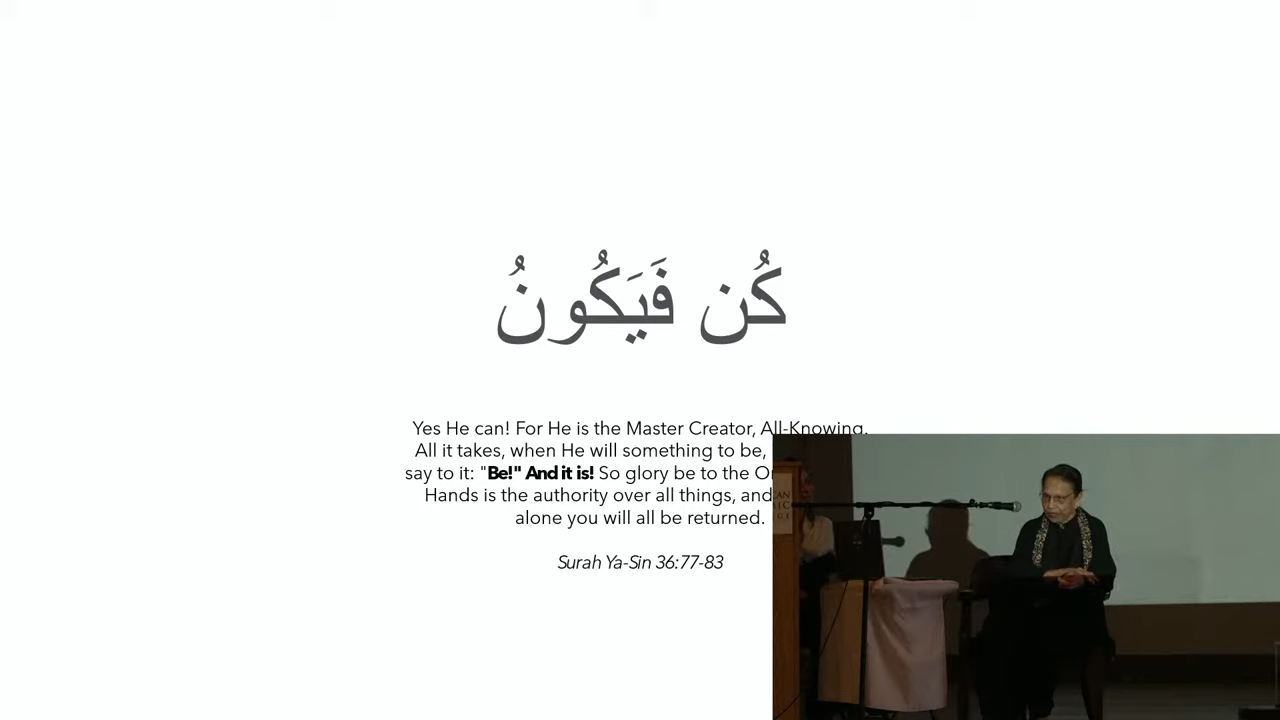 كُن فَيَكُونُ
Yes He can! For He is the Master Creator, All-Knowing.
All it takes, when He will something to be,
say to it: "Be!" And it is! So glory be to the
Hands is the authority over all things, and
alone you will all be returned.
Surah Ya-Sin 36:77-83